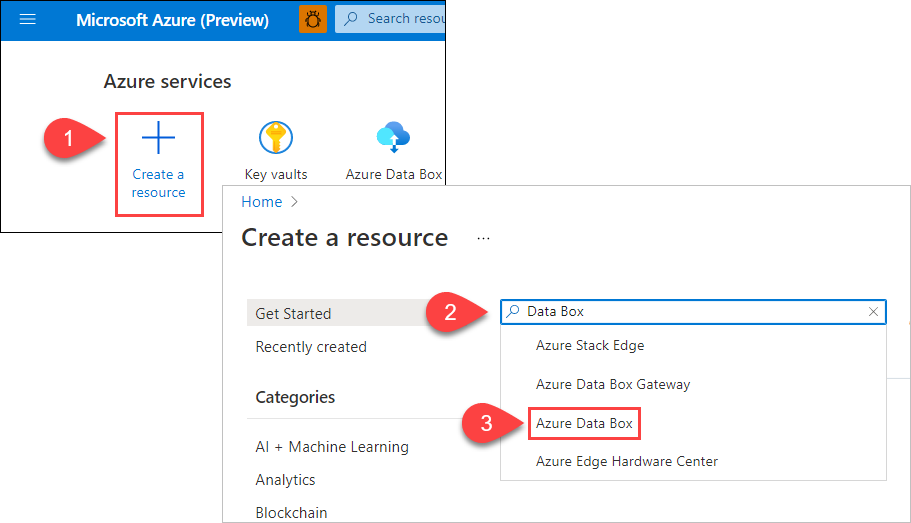 Microsoft Azure (Preview)
Search resou
Azure services
1
Create a
resource
Key vaults
Azure Data Box
Home
Create a resource
...
Get Started
Recently created
Categories
AI + Machine Learning
Analytics
Blockchain
2
Data Box
Azure Stack Edge
Azure Data Box Gateway
3
Azure Data Box
Azure Edge Hardware Center